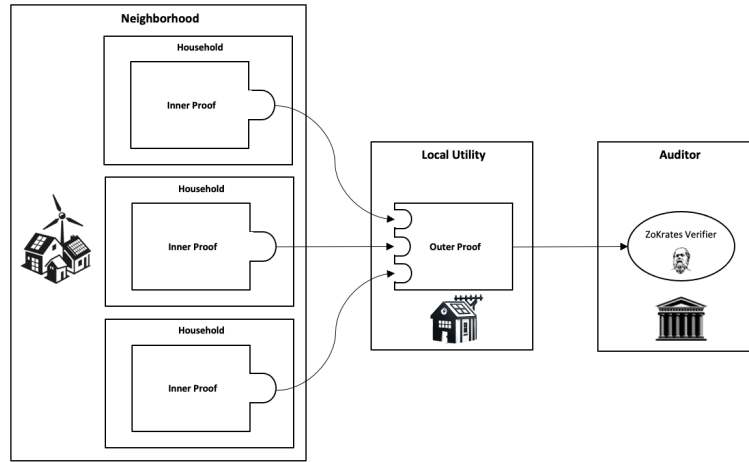 Neighborhood
Household
Inner Proof
Household
Inner Proof
Household
Inner Proof
Local Utility
Outer Proof
Auditor
ZoKrates Verifier